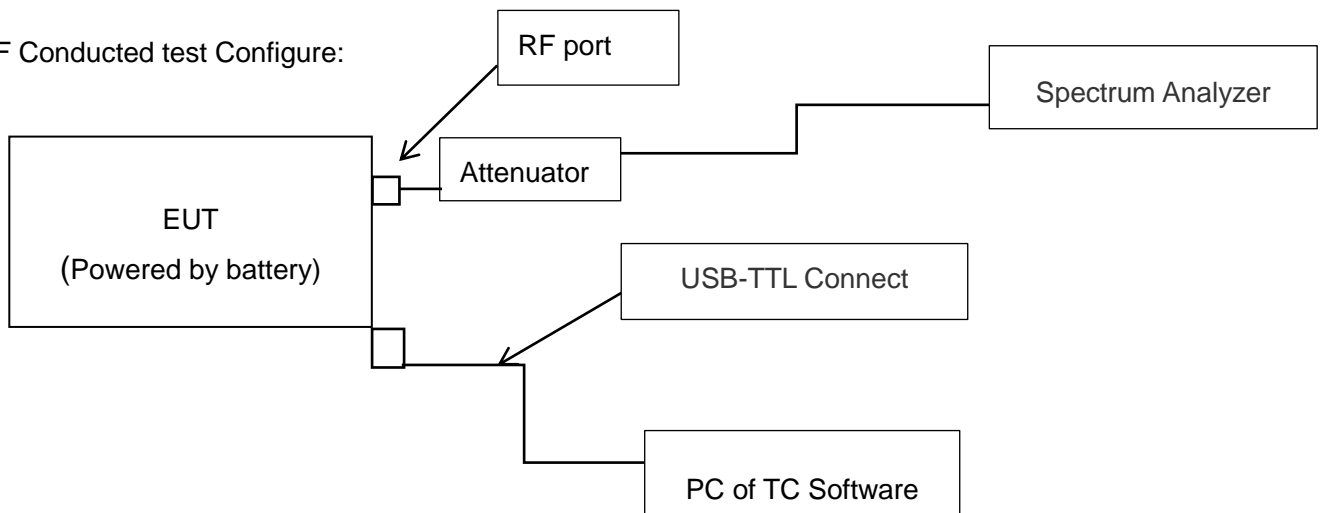 F Conducted test Configure:
RF port
Spectrum Analyzer
Attenuator
EUT
(Powered by battery)
USB-TTL Connect
PC of TC Software